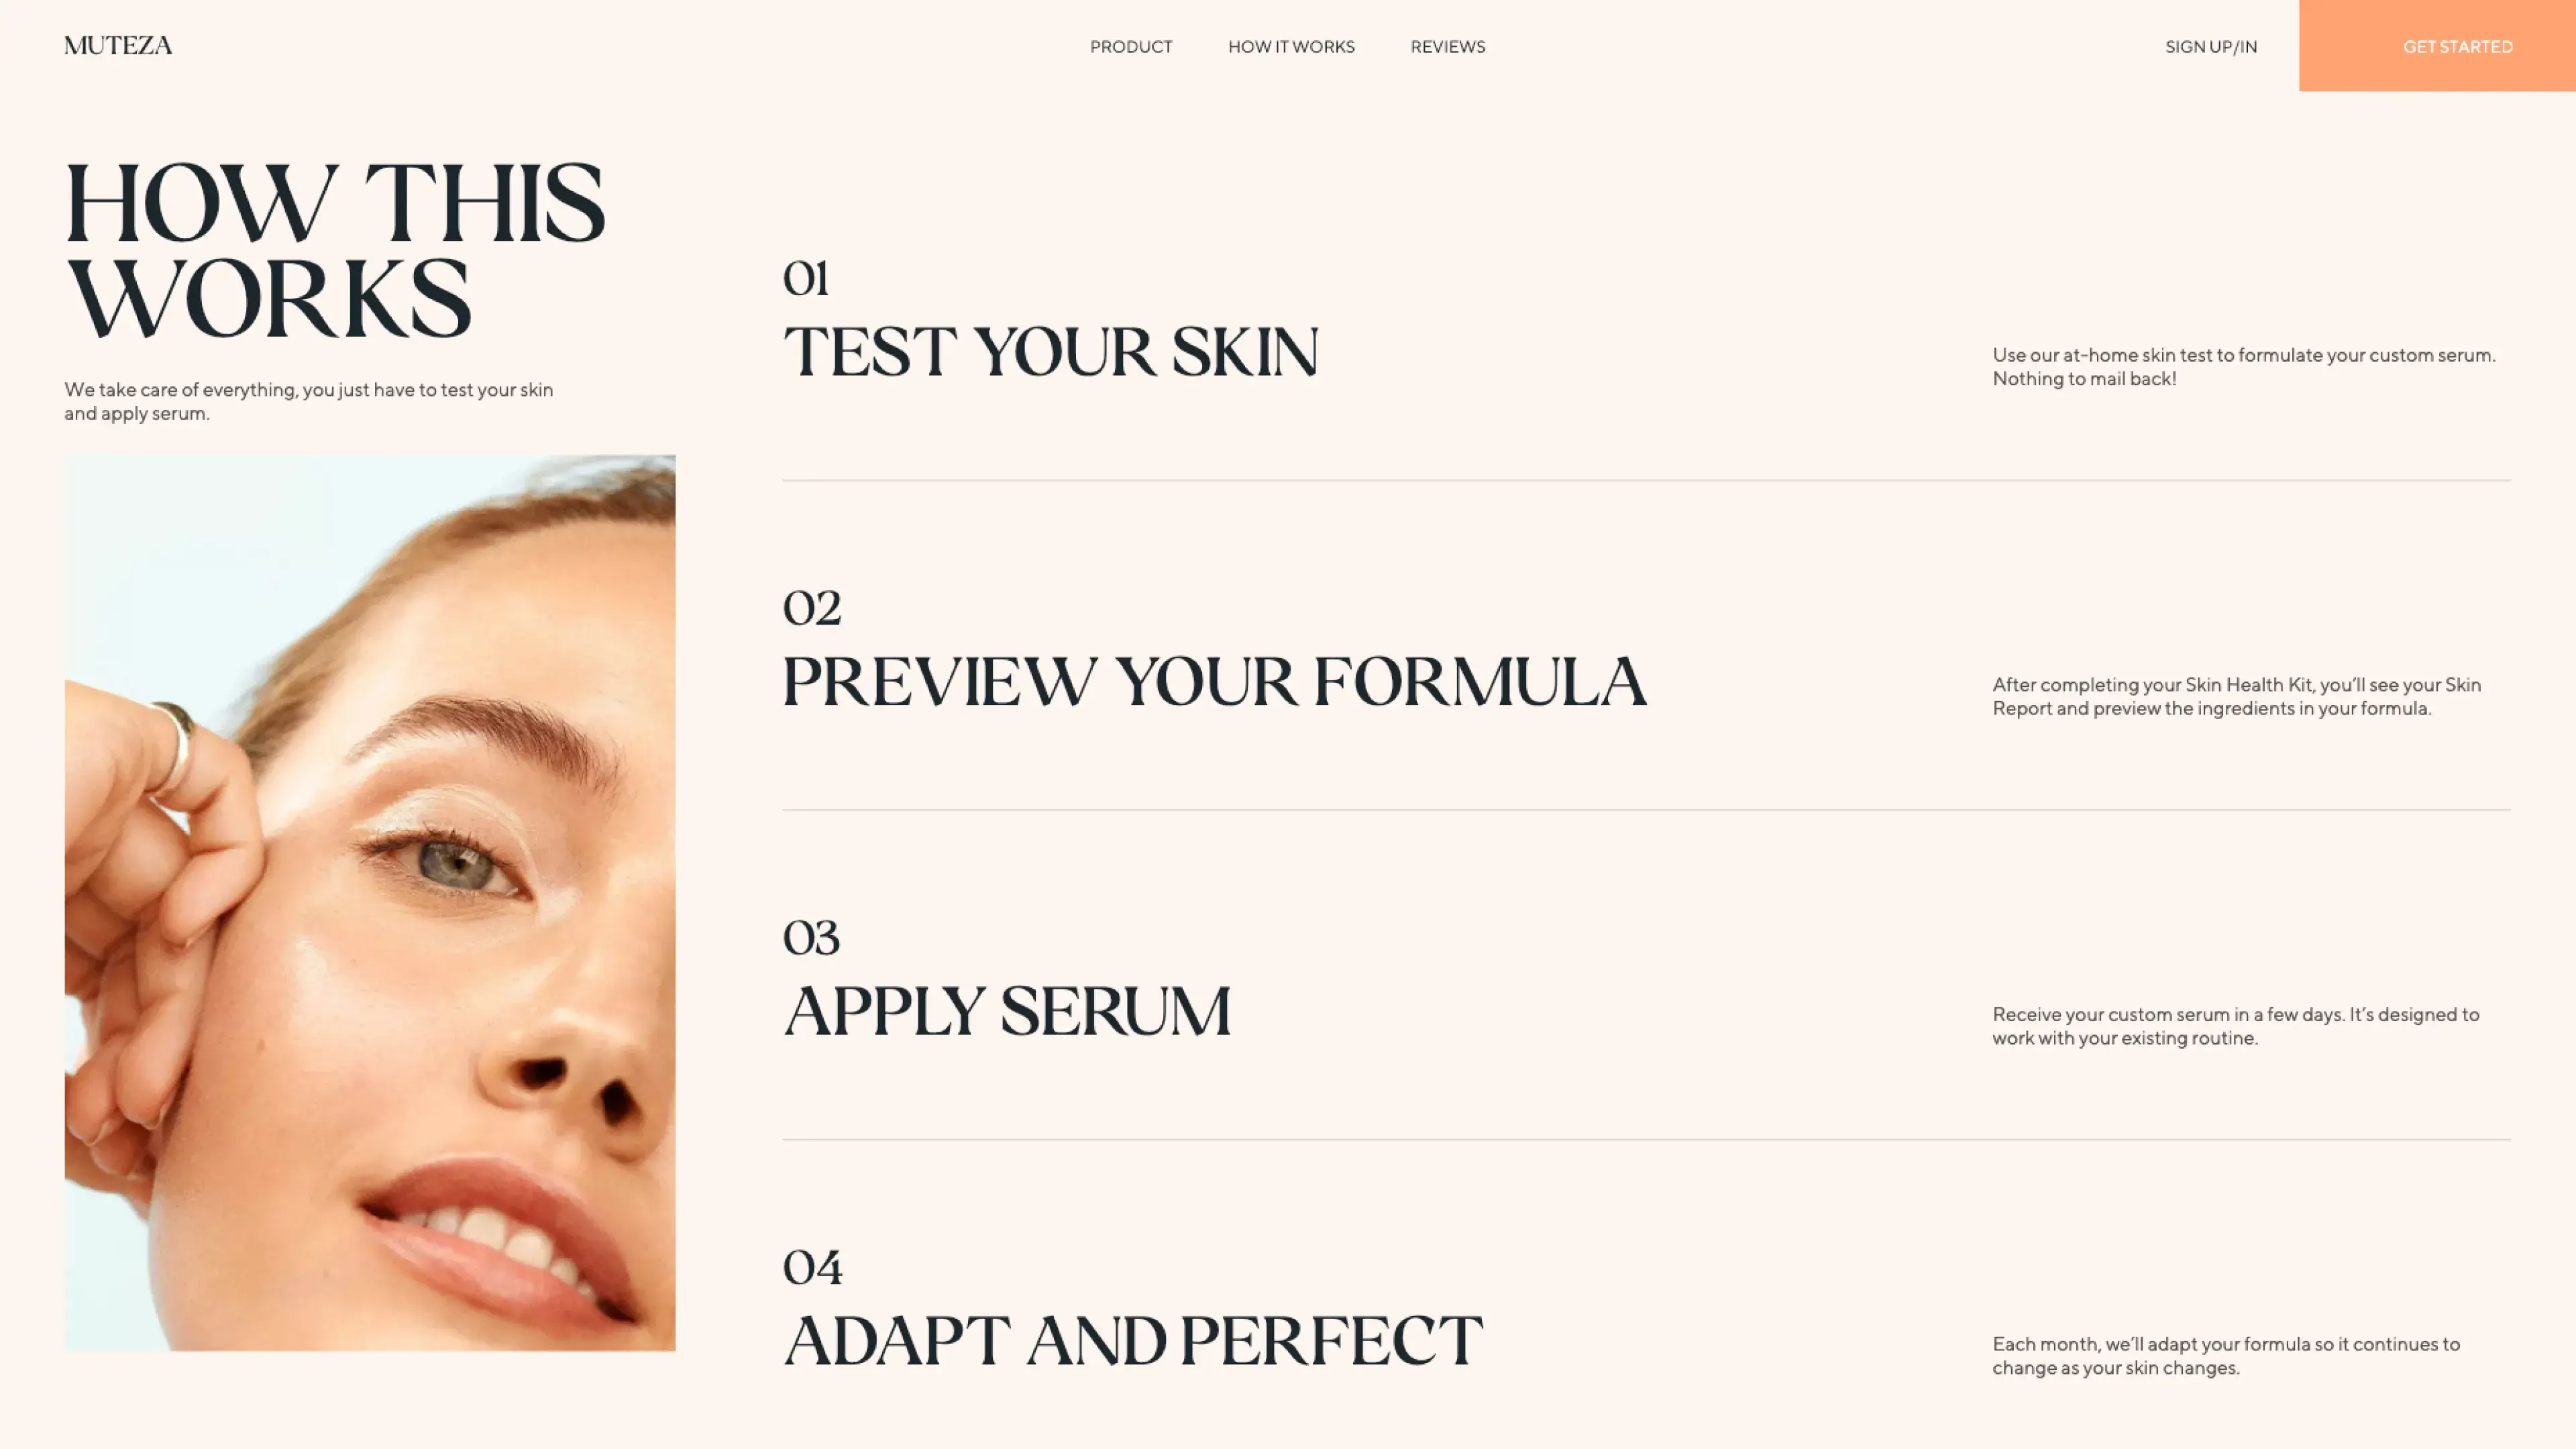 MUTEZA
PRODUCT
HOW IT WORKS
REVIEWS
SIGN UP/IN
GET STARTED
HOW THIS
WORKS
We take care of everything, you just have to test your skin
and apply serum.
01
TEST YOUR SKIN
Use our at-home skin test to formulate your custom serum.
Nothing to mail back!
02
PREVIEW YOUR FORMULA
After completing your Skin Health Kit, you’ll see your Skin
Report and preview the ingredients in your formula.
03
APPLY SERUM
Receive your custom serum in a few days. It’s designed to
work with your existing routine.
04
ADAPT AND PERFECT
Each month, we’ll adapt your formula so it continues to
change as your skin changes.